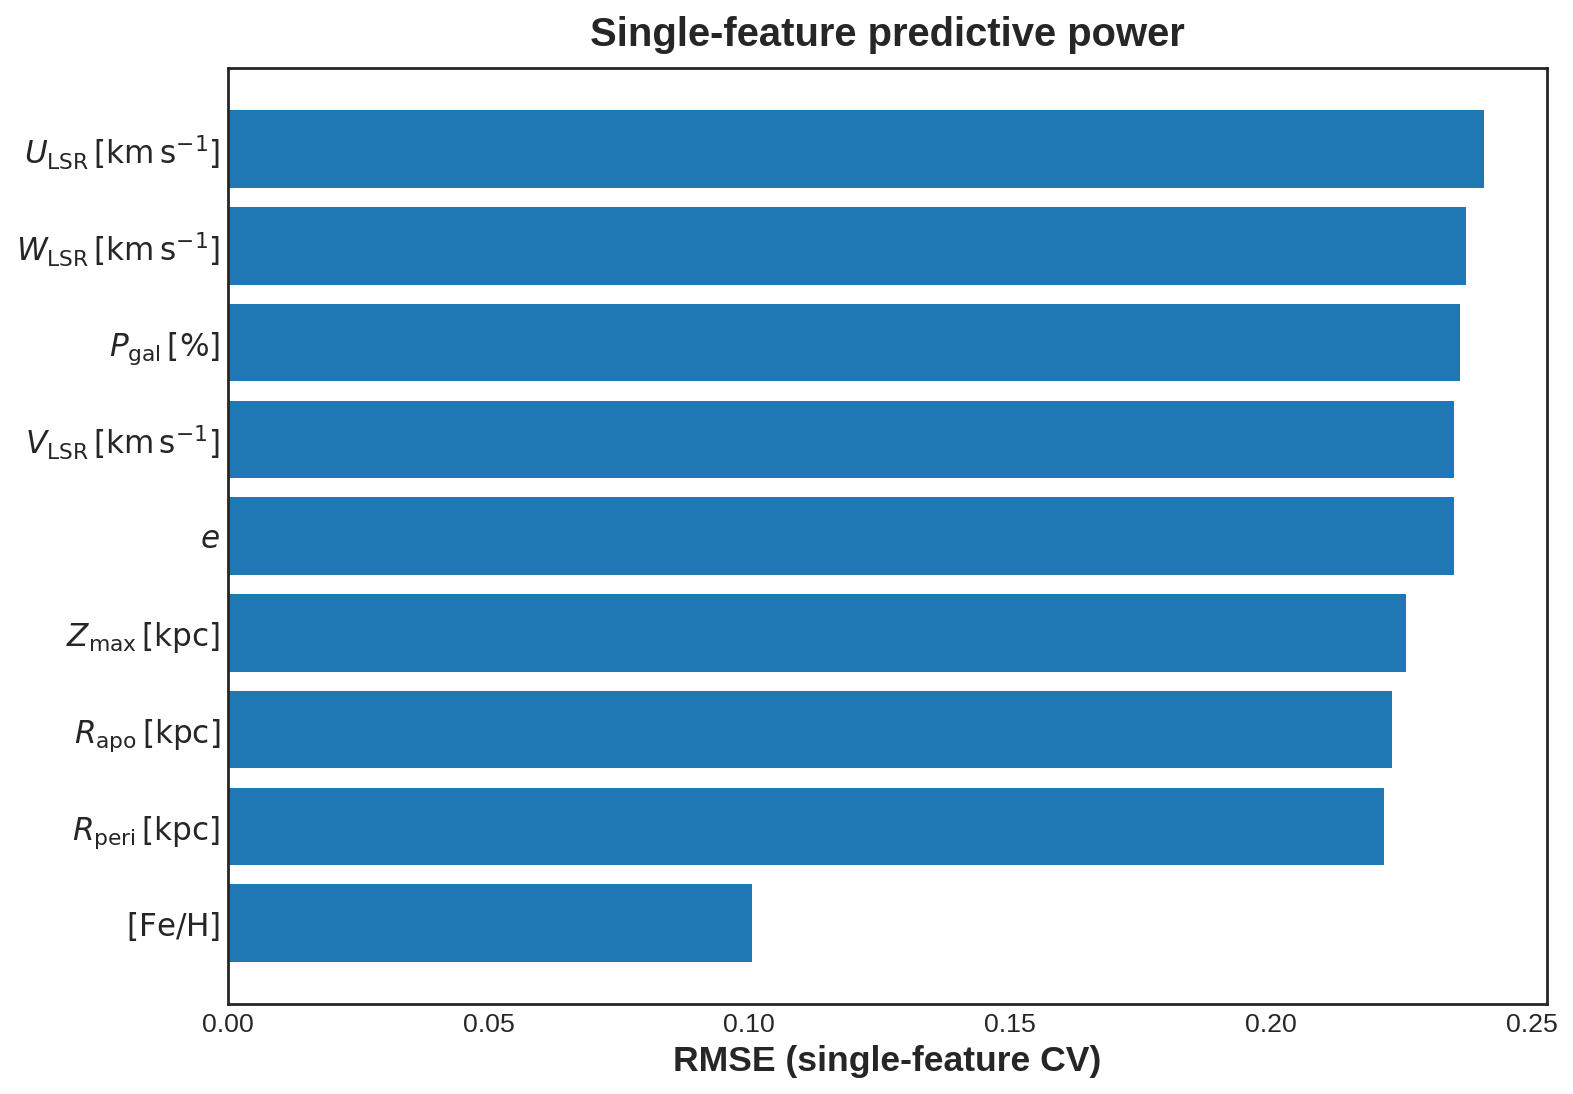 Single-feature predictive power
U_LSR [km s⁻¹]
W_LSR [km s⁻¹]
P_gal [%]
V_LSR [km s⁻¹]
e
Z_max [kpc]
R_apo [kpc]
R_peri [kpc]
[Fe/H]
0.00 0.05 0.10 0.15 0.20 0.25
RMSE (single-feature CV)